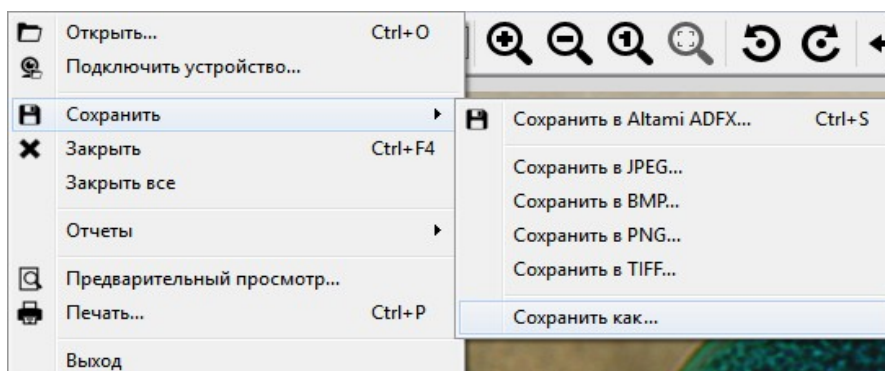 Открыть... Ctrl+O
Подключить устройство...
Сохранить
Закрыть Ctrl+F4
Закрыть все
Отчеты
Предварительный просмотр...
Печать... Ctrl+P
Выход
Сохранить в Altami ADFX... Ctrl+S
Сохранить в JPEG...
Сохранить в BMP...
Сохранить в PNG...
Сохранить в TIFF...
Сохранить как...